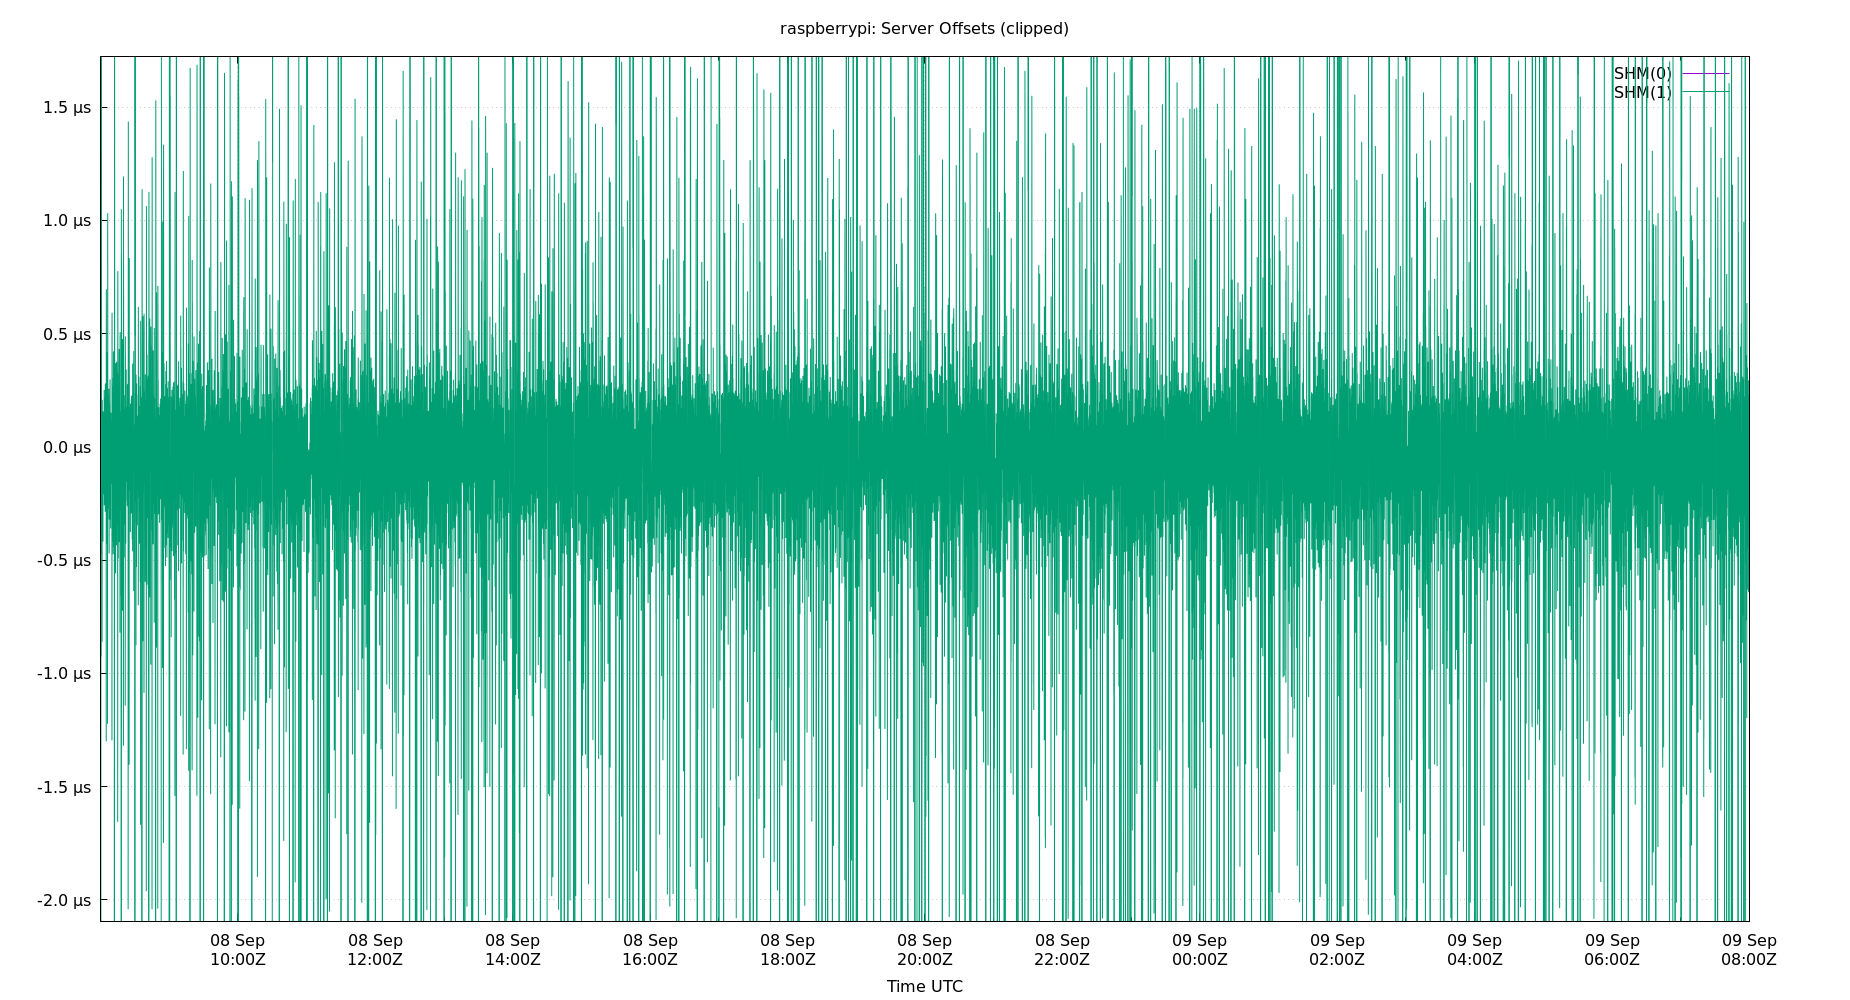 raspberrypi: Server Offsets (clipped)
SHM(0)
SHM(1)
1.5 µs
1.0 µs
0.5 µs
0.0 µs
-0.5 µs
-1.0 µs
-1.5 µs
-2.0 µs
08 Sep 08 Sep 08 Sep 08 Sep 08 Sep 08 Sep 08 Sep 09 Sep 09 Sep 09 Sep 09 Sep 09 Sep
10:00Z 12:00Z 14:00Z 16:00Z 18:00Z 20:00Z 22:00Z 00:00Z 02:00Z 04:00Z 06:00Z 08:00Z
Time UTC